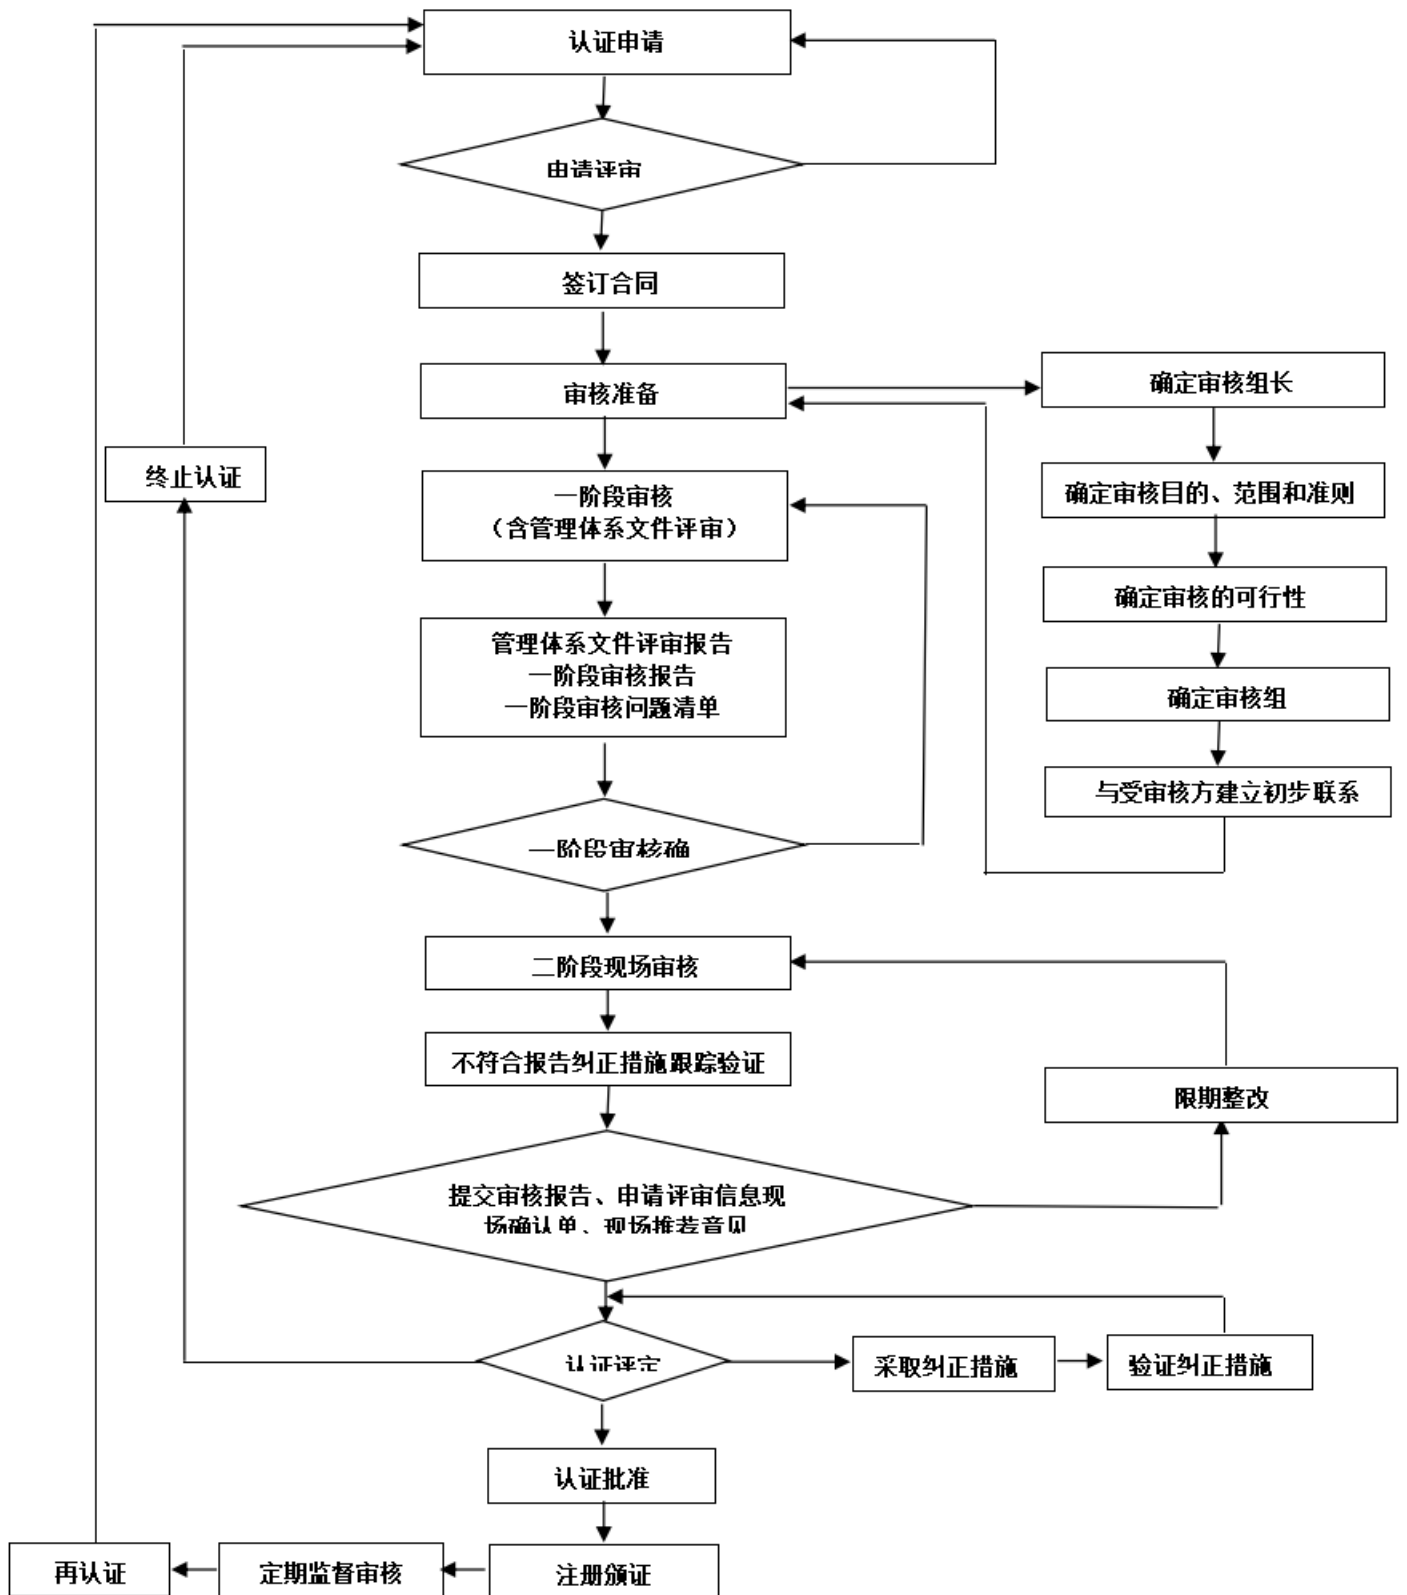 认证申请
申请评审
签订合同
审核准备
确定审核组长
终止认证
确定审核目的、范围和准则
一阶段审核
（含管理体系文件评审）
确定审核的可行性
管理体系文件评审报告
一阶段审核报告
一阶段审核问题清单
确定审核组
与受审核方建立初步联系
一阶段审核确
二阶段现场审核
不符合报告纠正措施跟踪验证
限期整改
提交审核报告、申请评审信息现
场确认单、现场推荐意见
认证评定
采取纠正措施
验证纠正措施
认证批准
再认证
定期监督审核
注册颁证